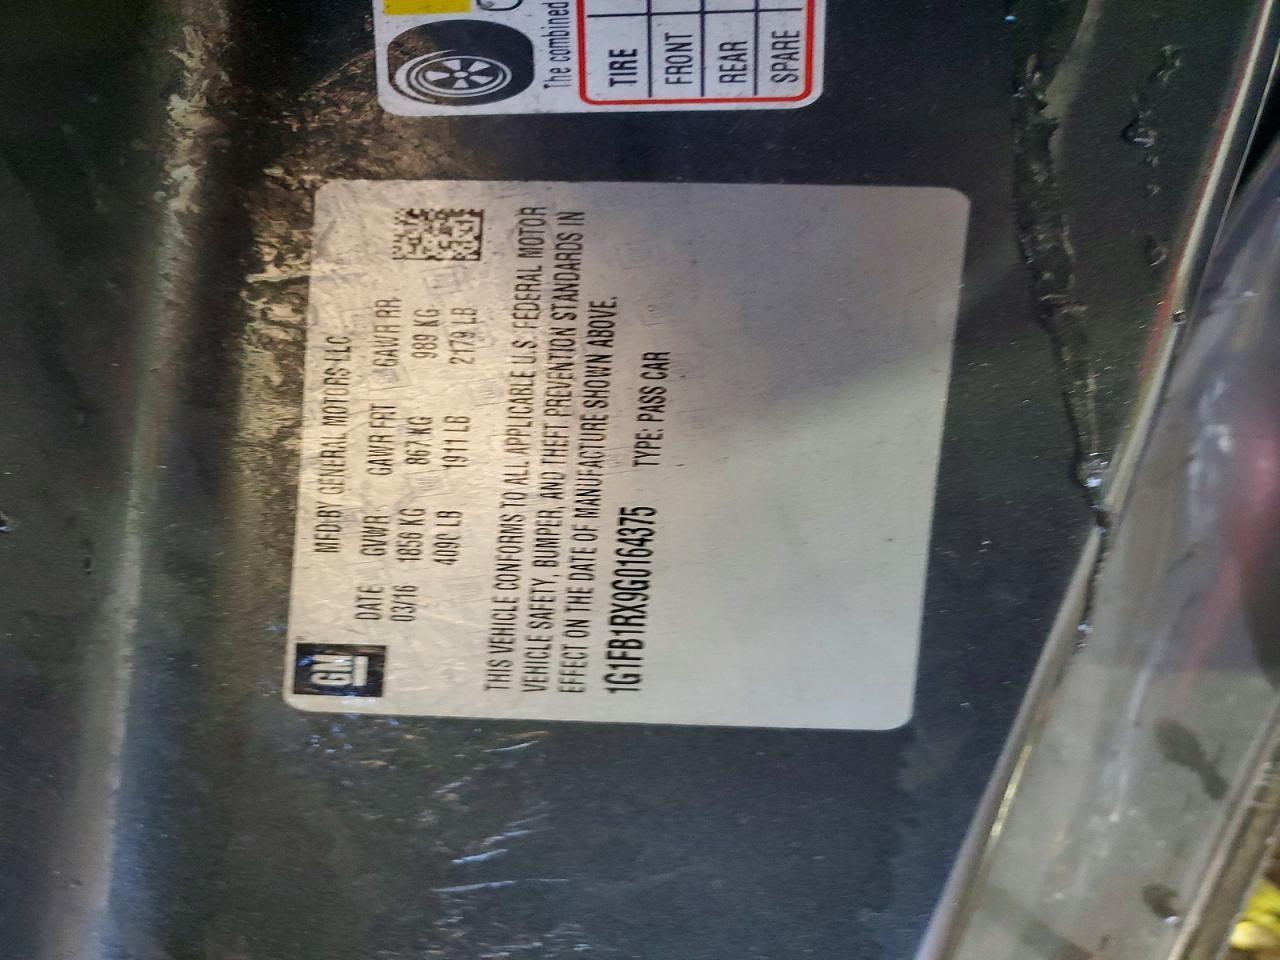 The combined
TIRE
FRONT
REAR
SPARE
GM
MFD BY GENERAL MOTORS LLC
DATE GVWR GAWR FRT GAWR RR
03/16 1856 KG 867 KG 989 KG
4090 LB 1911 LB 2179 LB
THIS VEHICLE CONFORMS TO ALL APPLICABLE U.S. FEDERAL MOTOR
VEHICLE SAFETY, BUMPER, AND THEFT PREVENTION STANDARDS IN
EFFECT ON THE DATE OF MANUFACTURE SHOWN ABOVE.
1G1FB1RX9G0164375 TYPE: PASS CAR